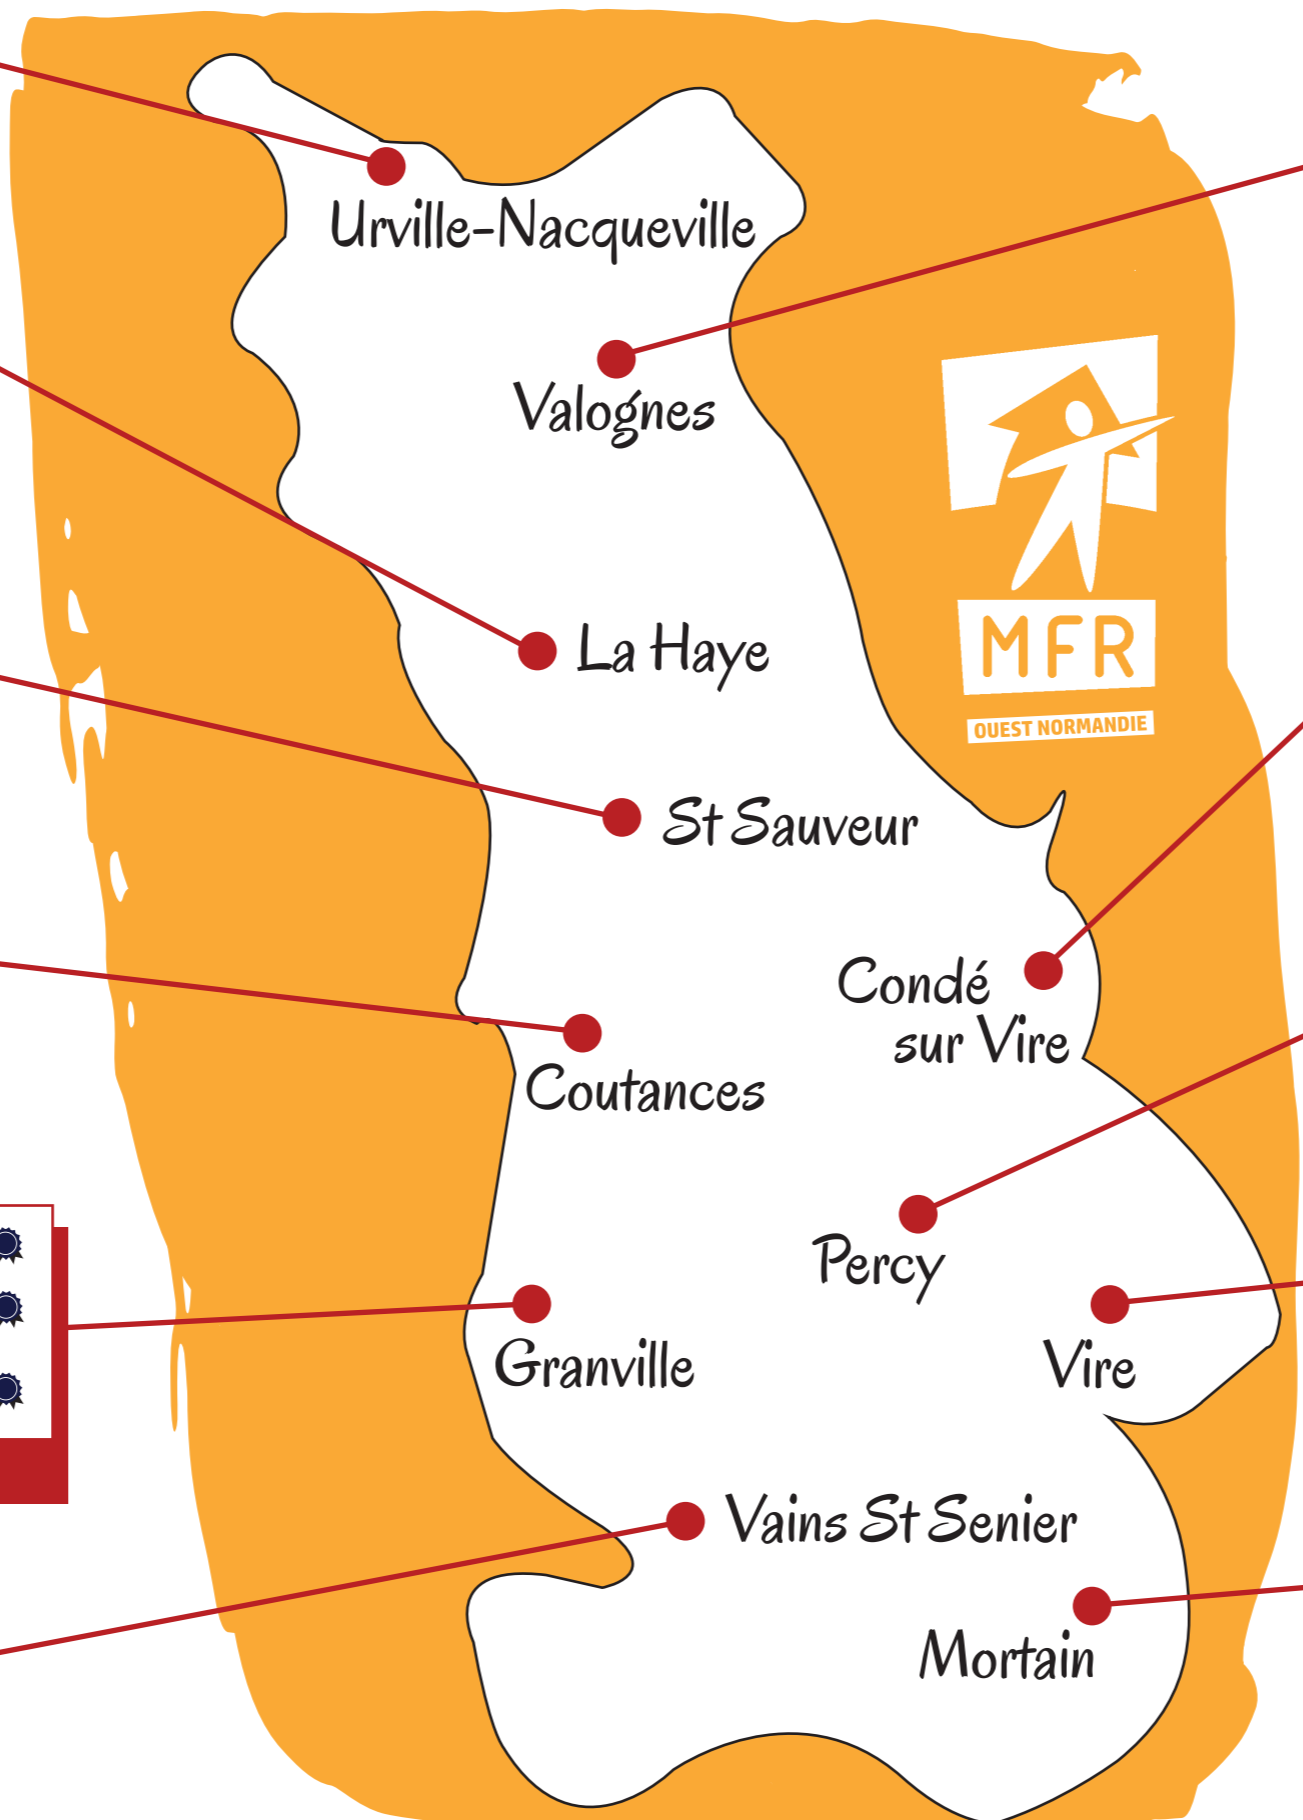 Urville-Nacqueville
Valognes
MFR
OUEST NORMANDIE
La Haye
St Sauveur
Condé
sur Vire
Coutances
Percy
Granville
Vire
Vains St Senier
Mortain